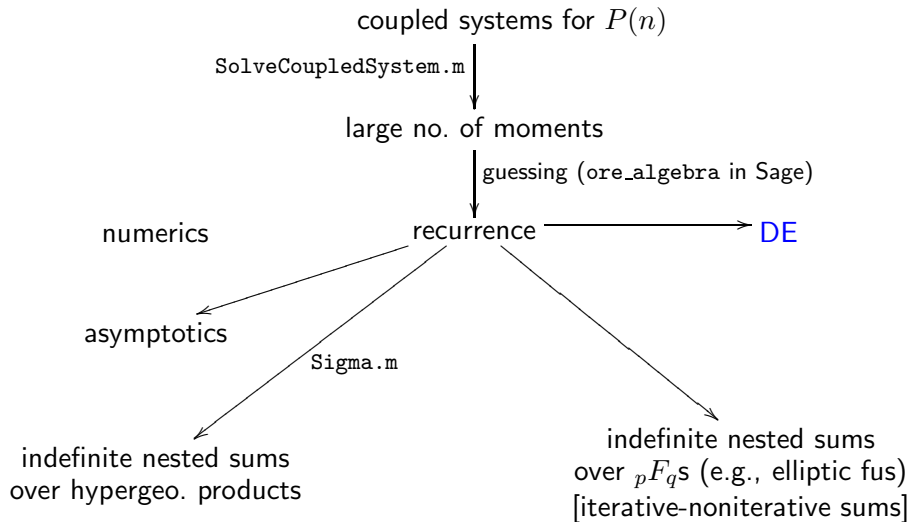 coupled systems for P(n)
SolveCoupledSystem.m
large no. of moments
guessing (ore_algebra in Sage)
numerics
recurrence
DE
asymptotics
Sigma.m
indefinite nested sums
over hypergeo. products
indefinite nested sums
over pFqs (e.g., elliptic fus)
[iterative-noniterative sums]